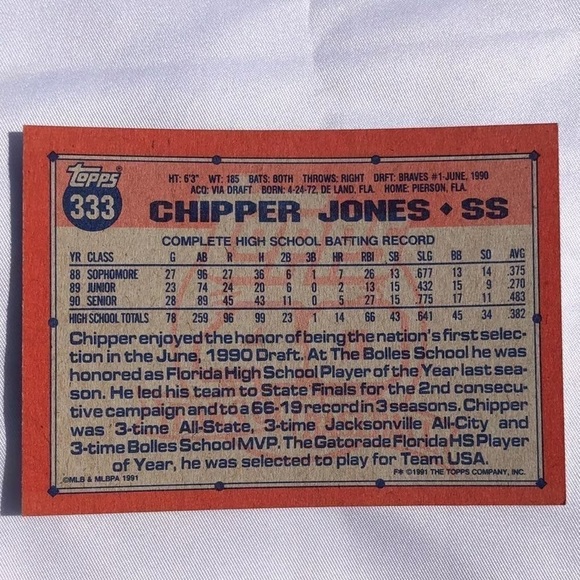 Topps
333
HT: 6'3" WT: 185 BATS: BOTH THROWS: RIGHT DRFT: BRAVES #1-JUNE, 1990
ACQ: VIA DRAFT BORN: 4-24-72, DE LAND, FLA. HOME: PIERSON, FLA.
CHIPPER JONES • SS
COMPLETE HIGH SCHOOL BATTING RECORD
YR CLASS G AB R H 2B 3B HR RBI SB SLG BB SO AVG
88 SOPHOMORE 27 96 27 36 6 1 7 26 13 .677 13 14 .375
89 JUNIOR 23 74 24 20 6 0 2 13 15 .432 15 9 .270
90 SENIOR 28 89 45 43 11 0 5 27 15 .775 17 11 .483
HIGH SCHOOL TOTALS 78 259 96 99 23 1 14 66 43 .641 45 34 .382
Chipper enjoyed the honor of being the nation's first selec-
tion in the June, 1990 Draft. At The Bolles School he was
honored as Florida High School Player of the Year last sea-
son. He led his team to State Finals for the 2nd consecu-
tive campaign and to a 66-19 record in 3 seasons. Chipper
was 3-time All-State, 3-time Jacksonville All-City and
3-time Bolles School MVP. The Gatorade Florida HS Player
of Year, he was selected to play for Team USA.
©MLB & MLBPA 1991
F* ©1991 THE TOPPS COMPANY, INC.